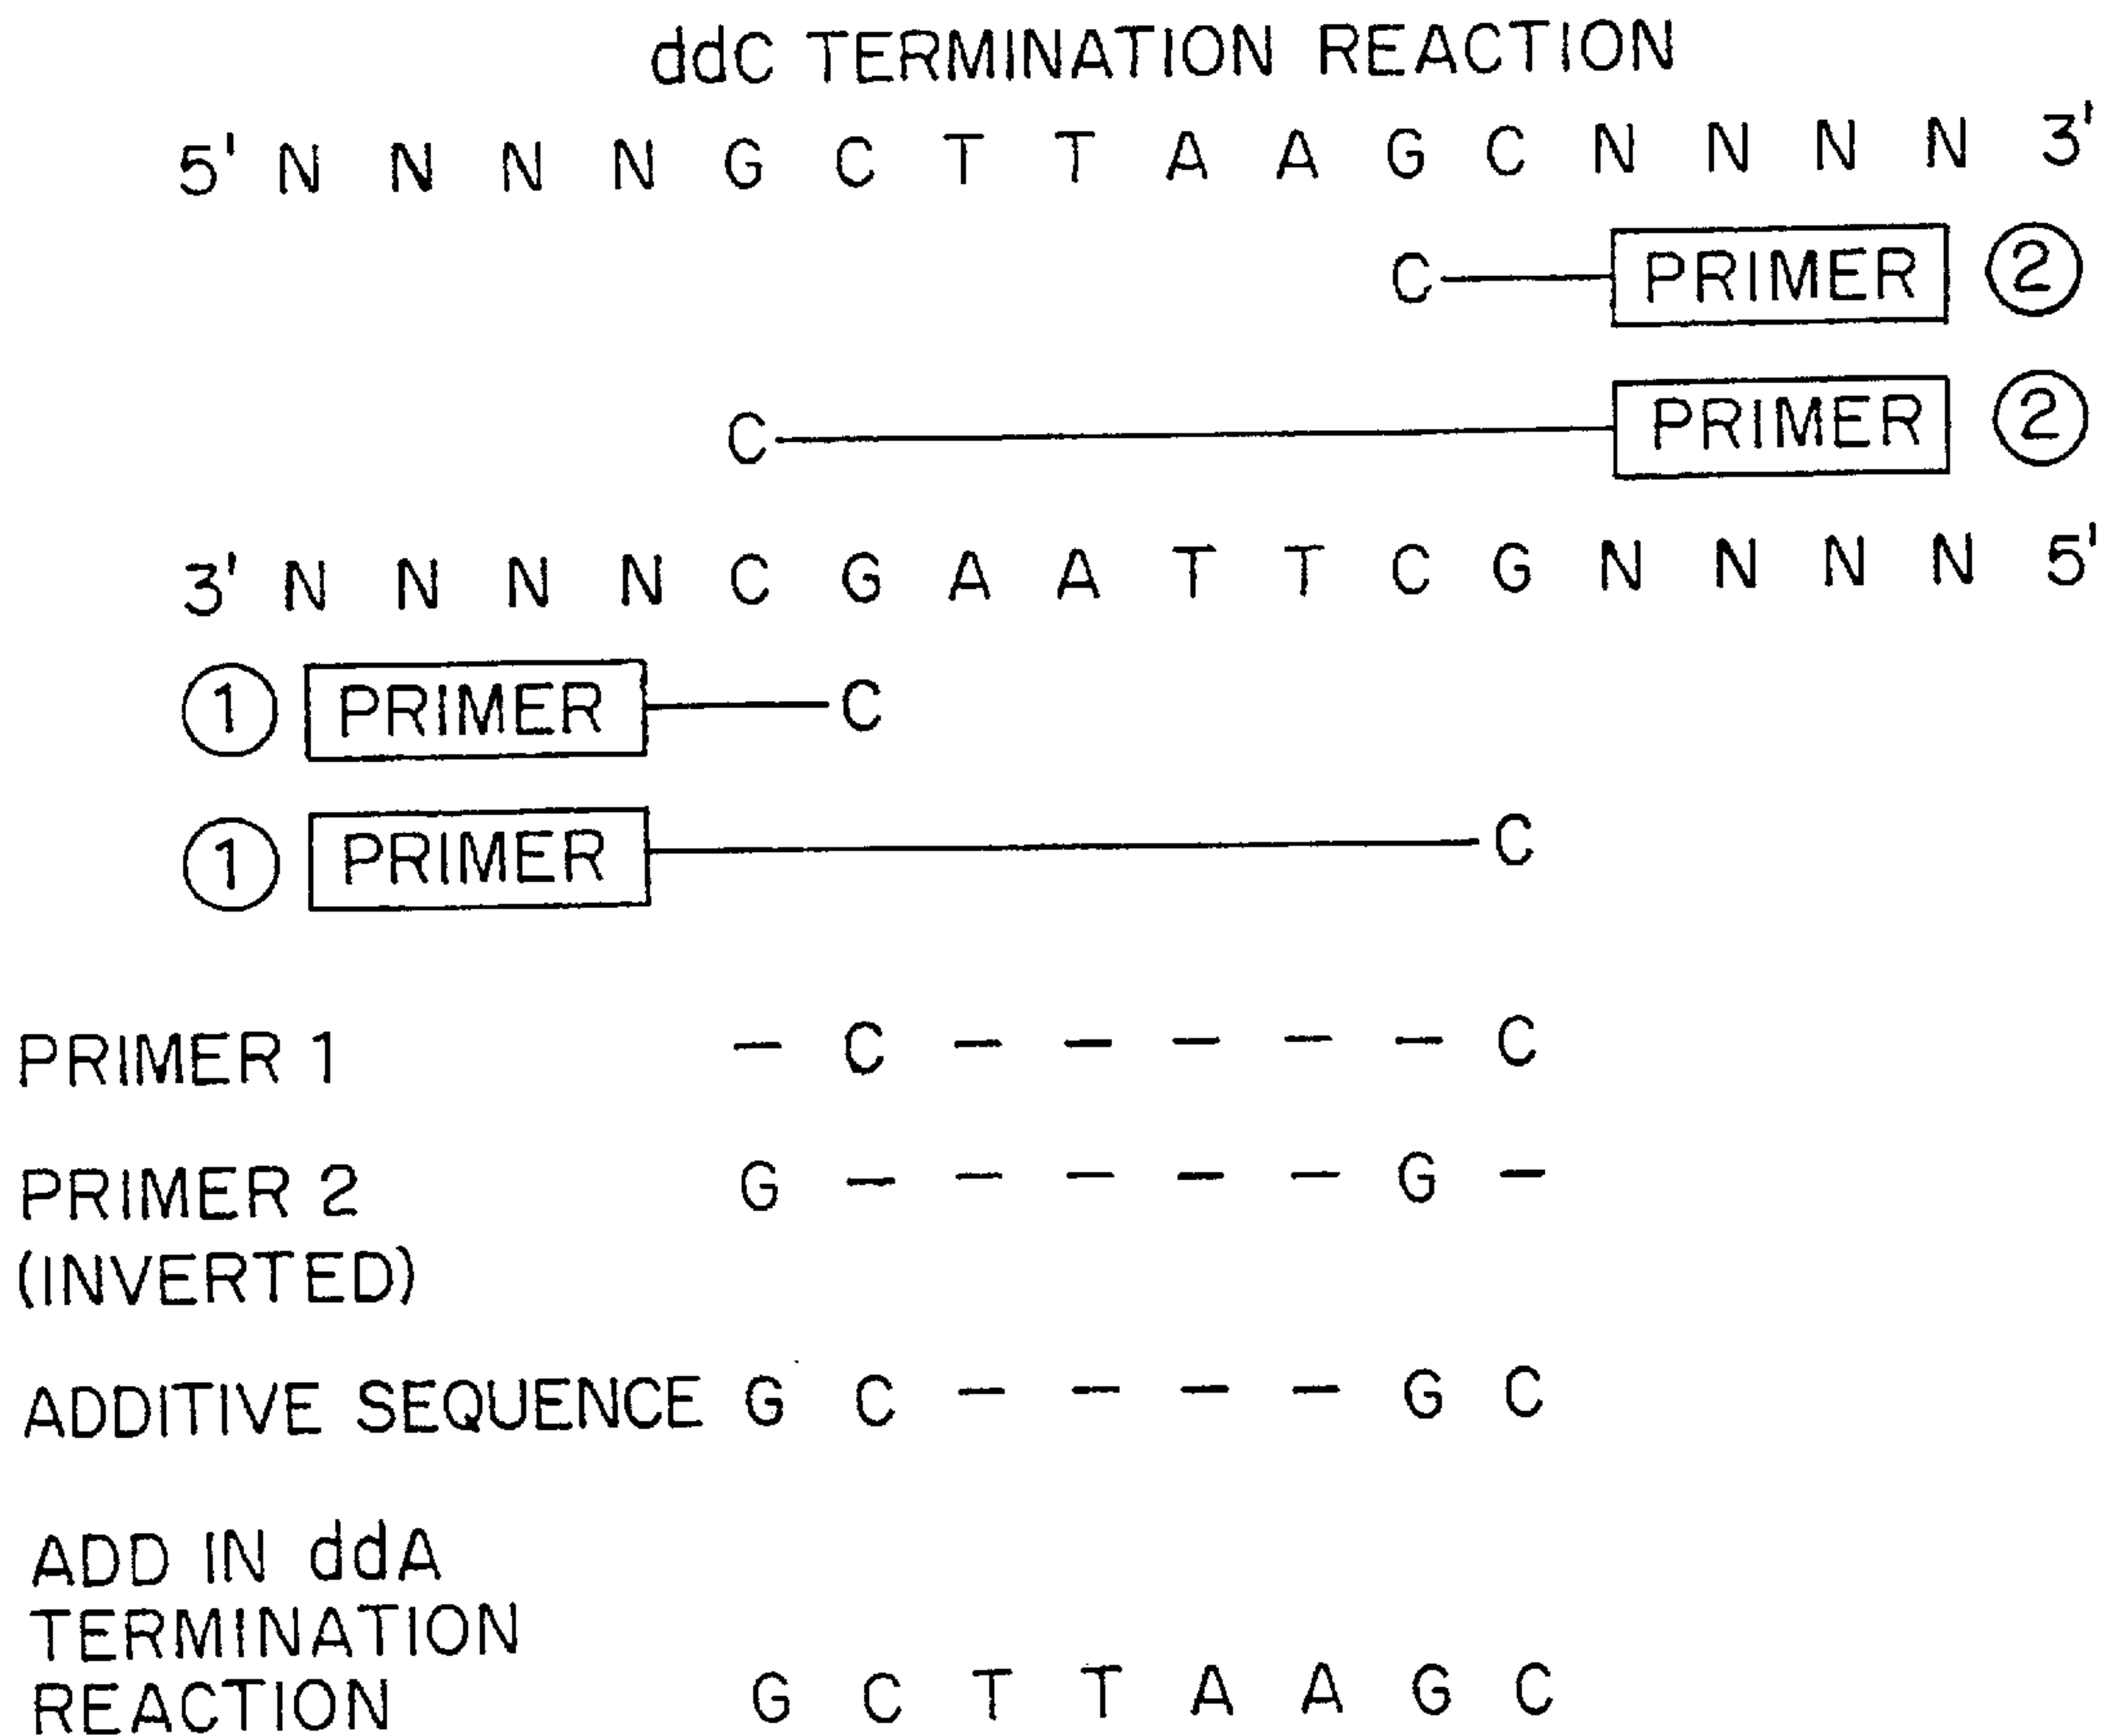 ddC TERMINATION REACTION
5' N N N N G C T T A A G C N N N N 3'
C PRIMER 2
C PRIMER 2
3' N N N N C G A A T T C G N N N N 5'
1 PRIMER C
1 PRIMER C
PRIMER 1 - C - - - - - C
PRIMER 2 G - - - - - G -
(INVERTED)
ADDITIVE SEQUENCE G C - - - - G C
ADD IN ddA
TERMINATION
REACTION G C T T A A G C